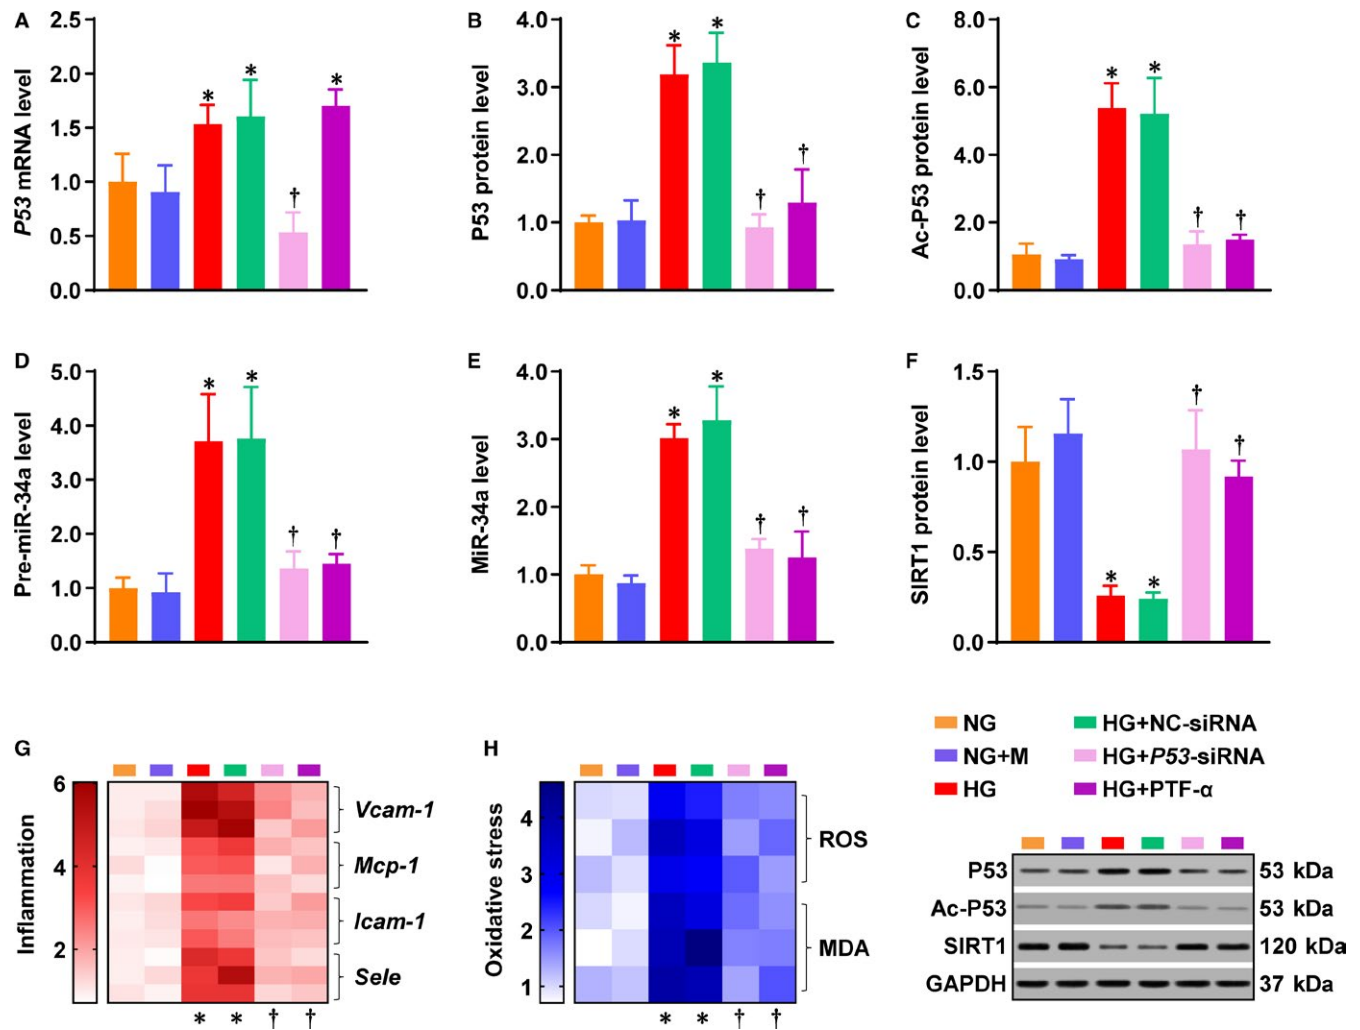 A
P53 mRNA level
2.5
2.0
1.5
1.0
0.5
0.0
* * † *
B
P53 protein level
4.0
3.0
2.0
1.0
0.0
* * † †
C
Ac-P53 protein level
8.0
6.0
4.0
2.0
0.0
* * † †
D
Pre-miR-34a level
5.0
4.0
3.0
2.0
1.0
0.0
* * † †
E
MiR-34a level
4.0
3.0
2.0
1.0
0.0
* * † †
F
SIRT1 protein level
1.5
1.0
0.5
0.0
* * † †
NG
HG+NC-siRNA
NG+M
HG+P53-siRNA
HG
HG+PTF-α
G
Inflammation
6
4
2
Vcam-1
Mcp-1
Icam-1
Sele
* * † †
H
Oxidative stress
4
3
2
1
ROS
MDA
* * † †
P53 53 kDa
Ac-P53 53 kDa
SIRT1 120 kDa
GAPDH 37 kDa